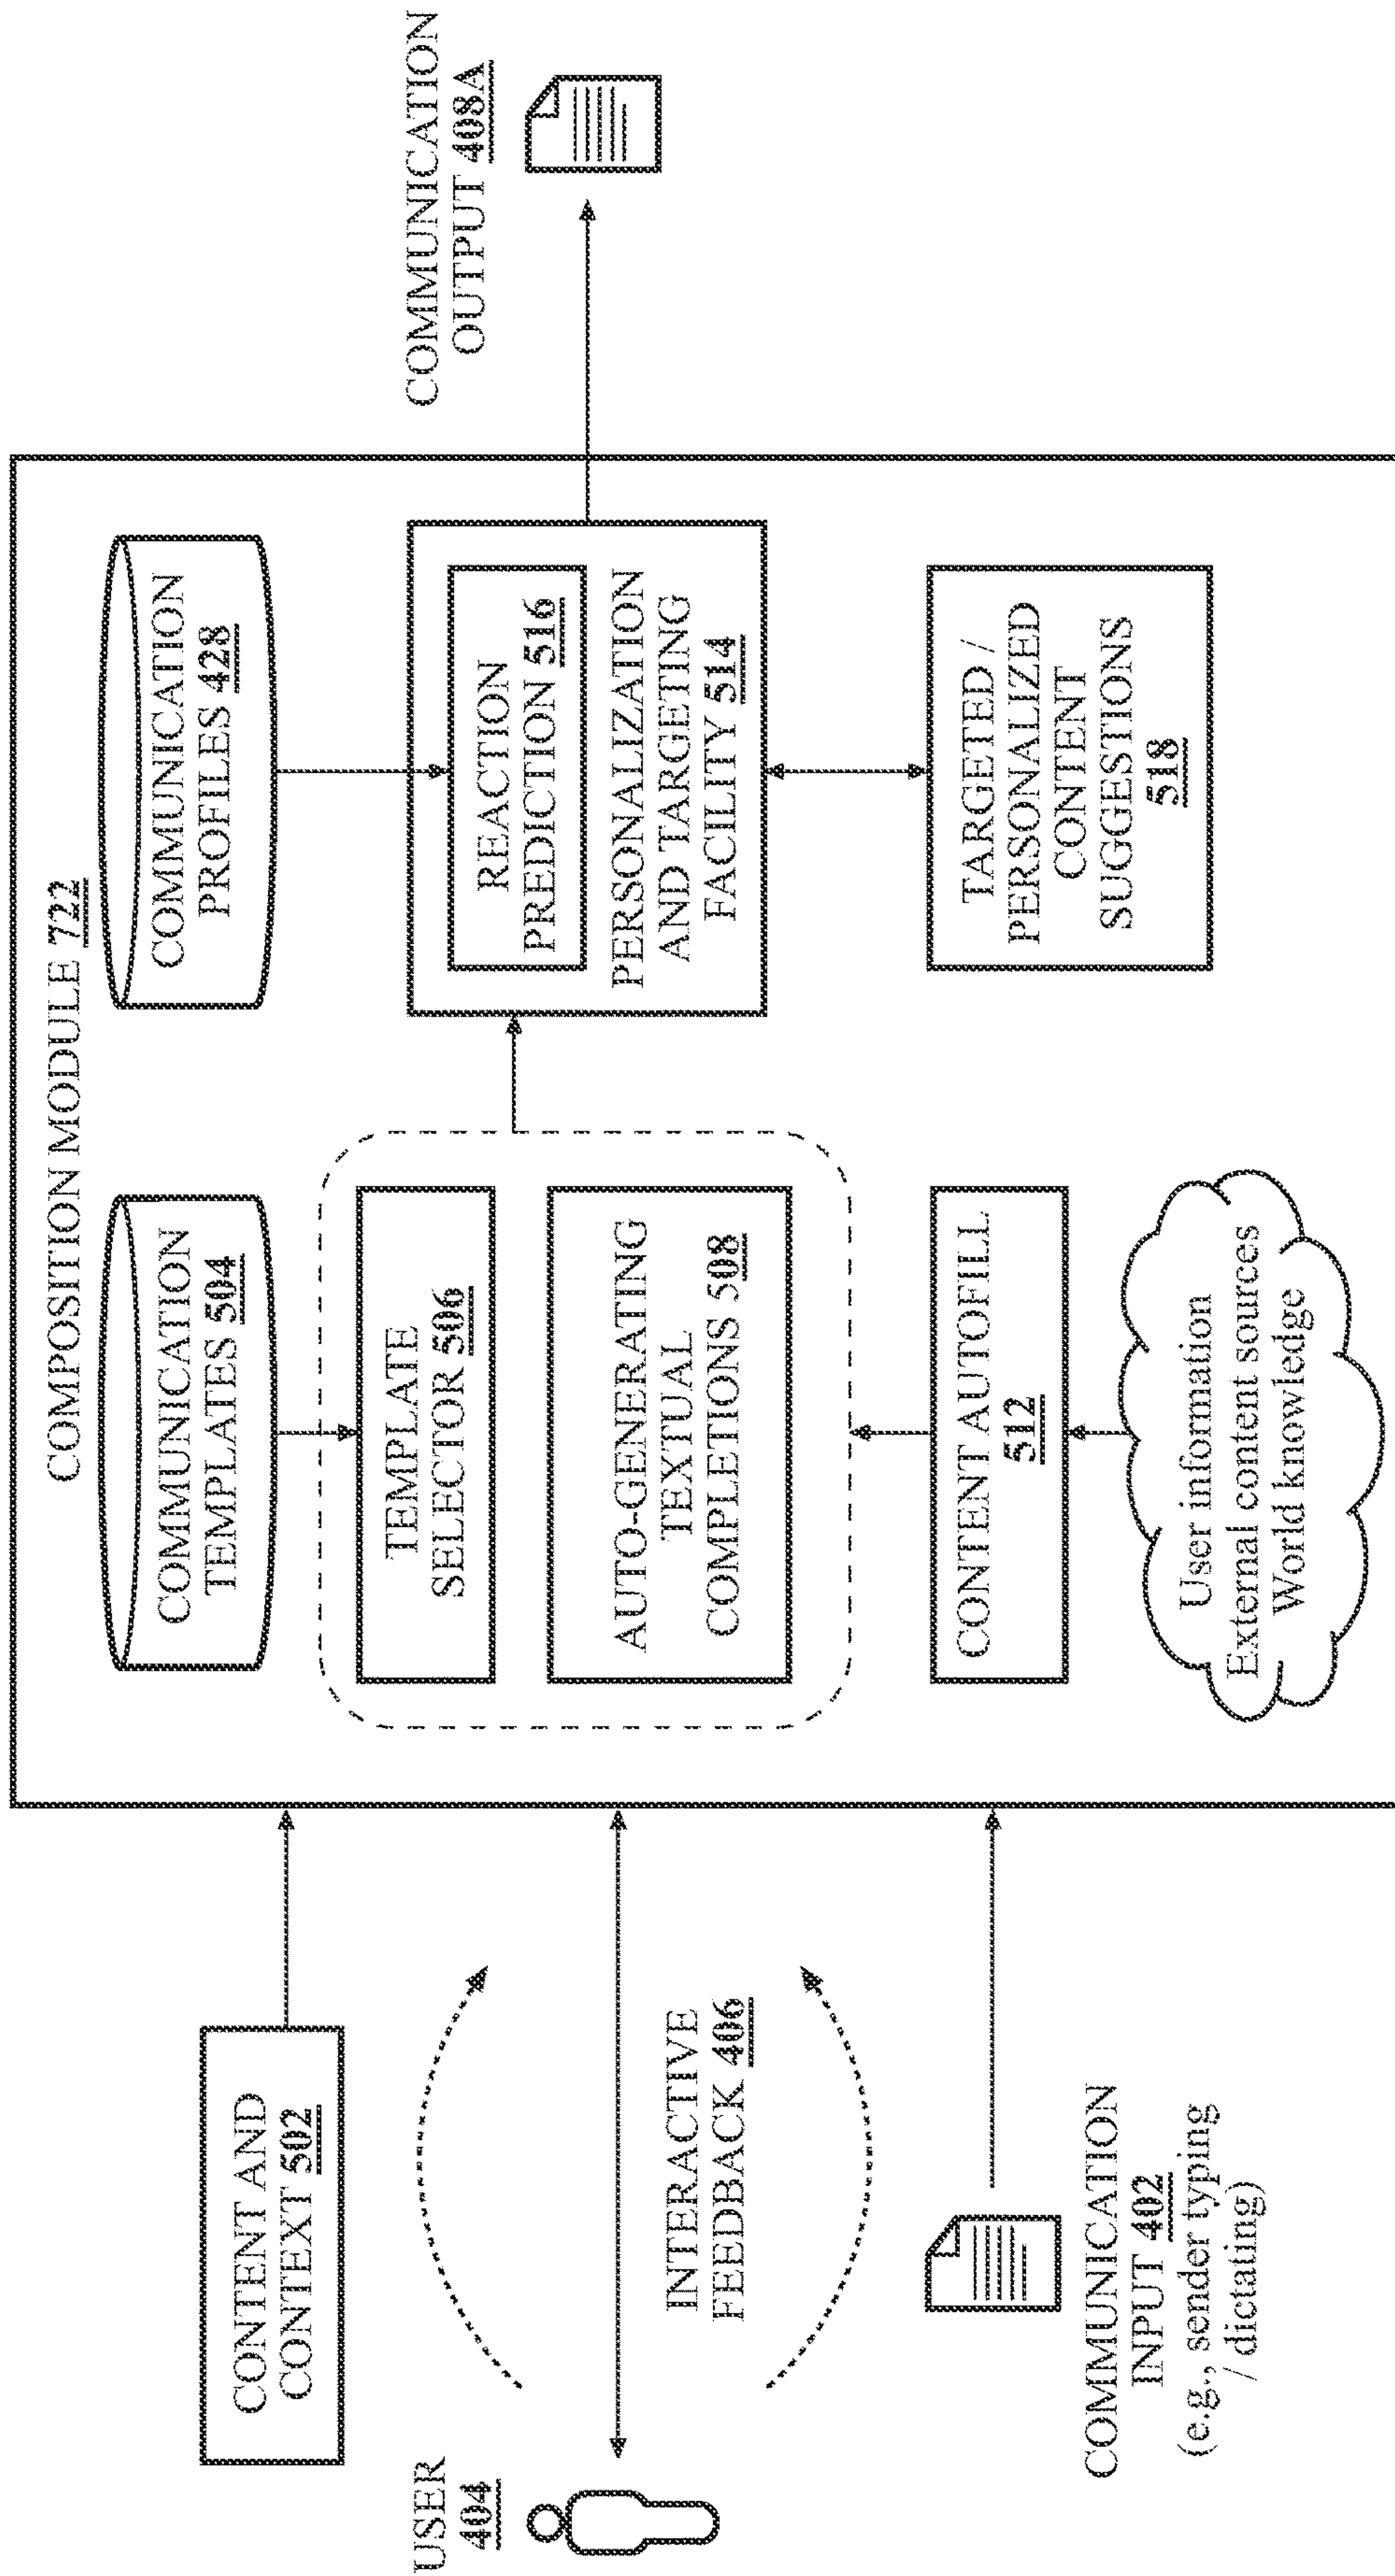 CONTENT AND
CONTEXT 502
USER
404
INTERACTIVE
FEEDBACK 406
COMMUNICATION
INPUT 402
(e.g., sender typing
/ dictating)
COMPOSITION MODULE 722
COMMUNICATION
TEMPLATES 504
TEMPLATE
SELECTOR 506
AUTO-GENERATING
TEXTUAL
COMPLETIONS 508
CONTENT AUTOFILL
512
User information
External content sources
World knowledge
COMMUNICATION
PROFILES 428
REACTION
PREDICTION 516
PERSONALIZATION
AND TARGETING
FACILITY 514
TARGETED /
PERSONALIZED
CONTENT
SUGGESTIONS
518
COMMUNICATION
OUTPUT 408A